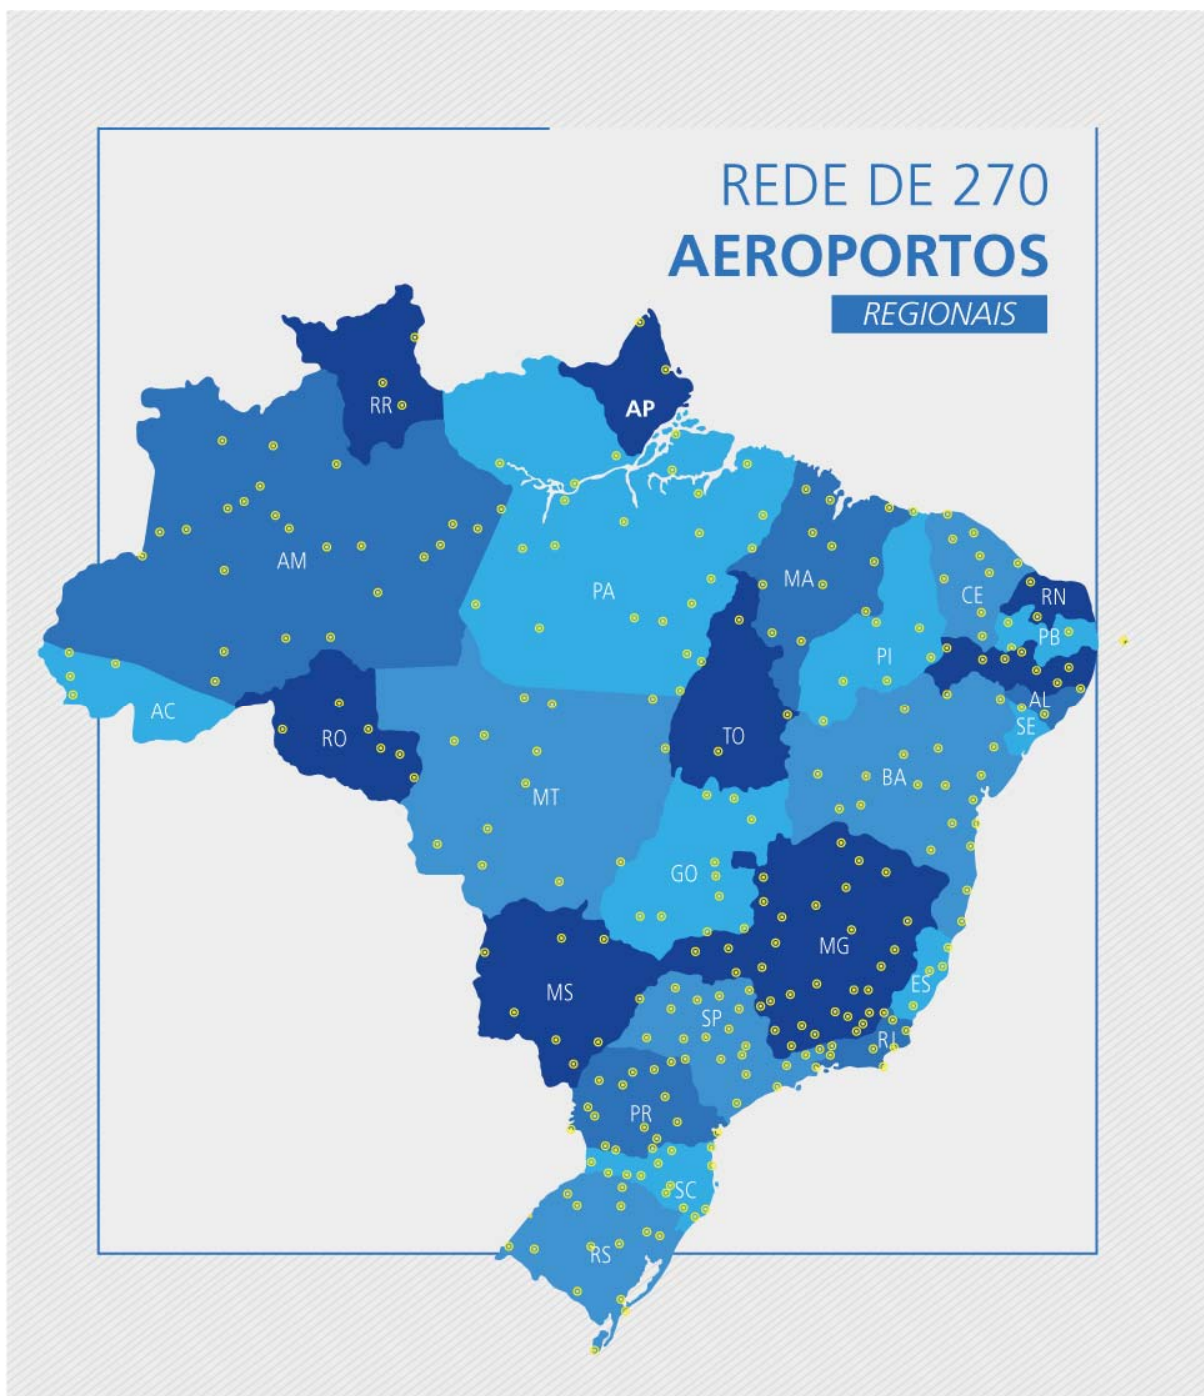 REDE DE 270
AEROPORTOS
REGIONAIS
RR
AP
AM
PA
MA
CE
RN
PB
PI
AC
RO
TO
AL
SE
BA
MT
GO
MG
MS
ES
SP
RJ
PR
SC
RS